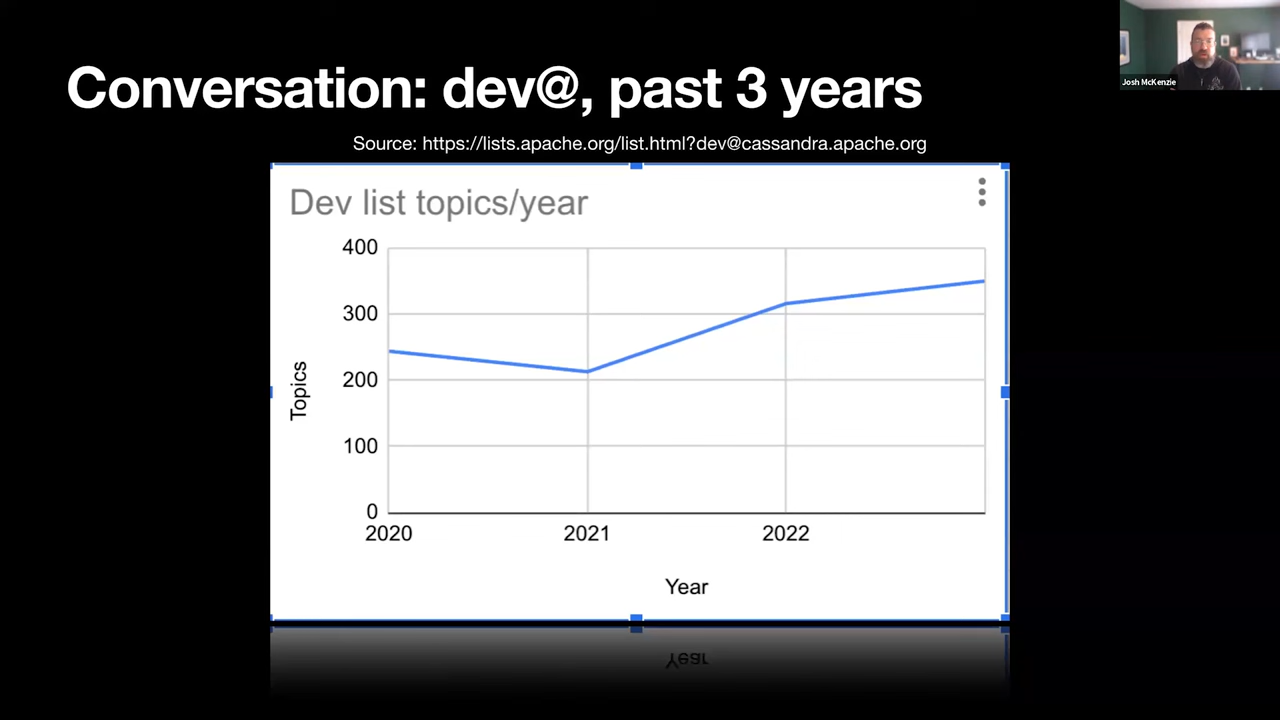 Conversation: dev@, past 3 years
Josh McKenzie
Source: https://lists.apache.org/list.html?dev@cassandra.apache.org
Dev list topics/year
400
300
200
100
0
Topics
2020 2021 2022
Year
Year